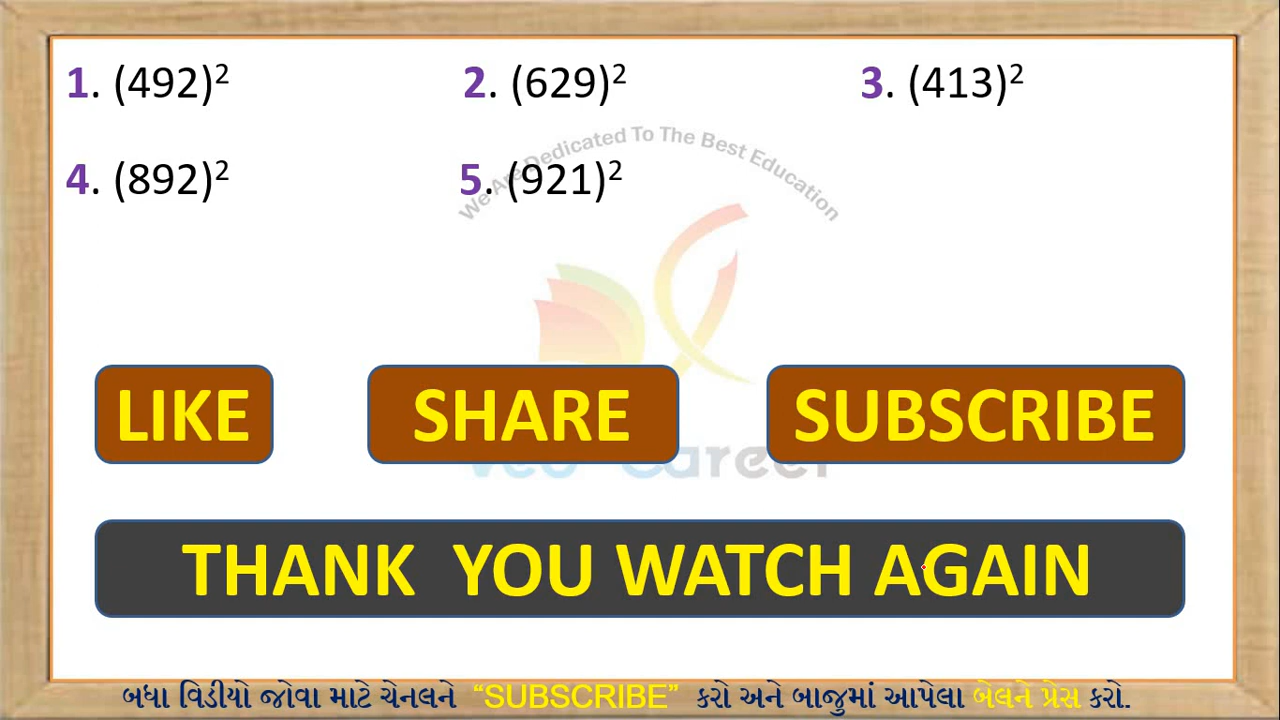 1. (492)² 2. (629)² 3. (413)²
We Are Dedicated To The Best Education
4. (892)² 5. (921)²
LIKE SHARE SUBSCRIBE
Career
THANK YOU WATCH AGAIN
બધા વિડીયો જોવા માટે ચેનલને “SUBSCRIBE” કરો અને બાજુમાં આપેલા બેલને પ્રેસ કરો.